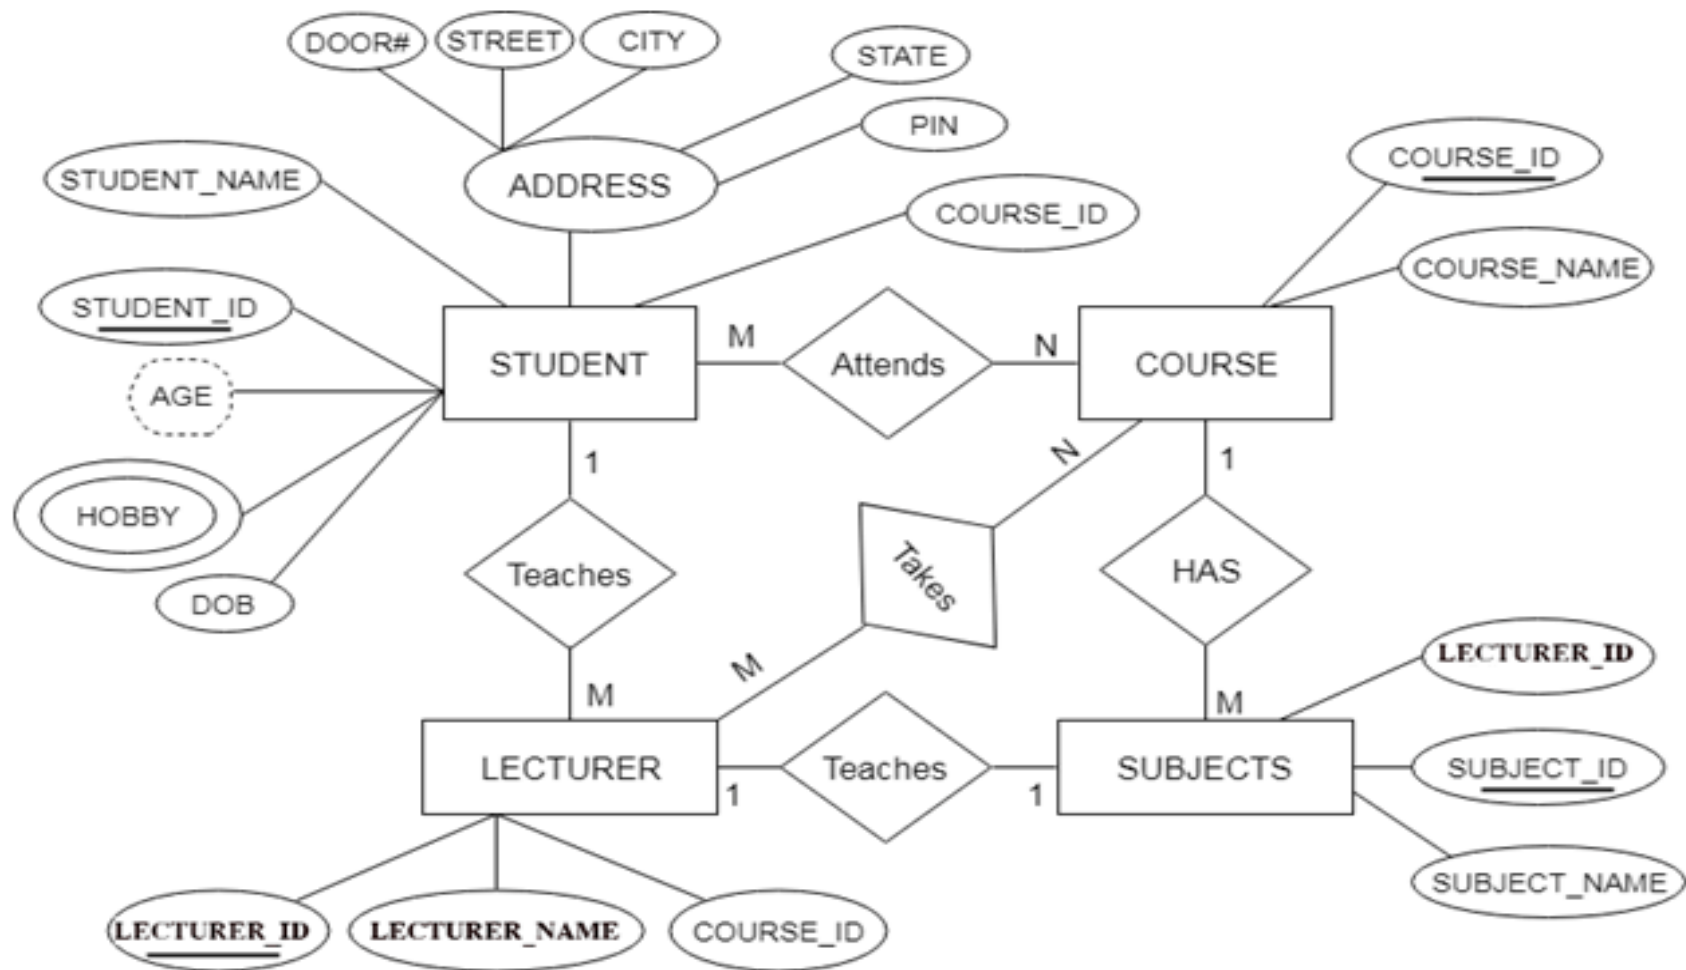 DOOR#
STREET
CITY
STATE
PIN
STUDENT_NAME
ADDRESS
COURSE_ID
COURSE_ID
COURSE_NAME
STUDENT_ID
STUDENT
M
Attends
N
COURSE
AGE
HOBBY
DOB
1
Teaches
M
N
Takes
M
1
HAS
M
LECTURER_ID
LECTURER
1
Teaches
1
SUBJECTS
SUBJECT_ID
SUBJECT_NAME
LECTURER_ID
LECTURER_NAME
COURSE_ID